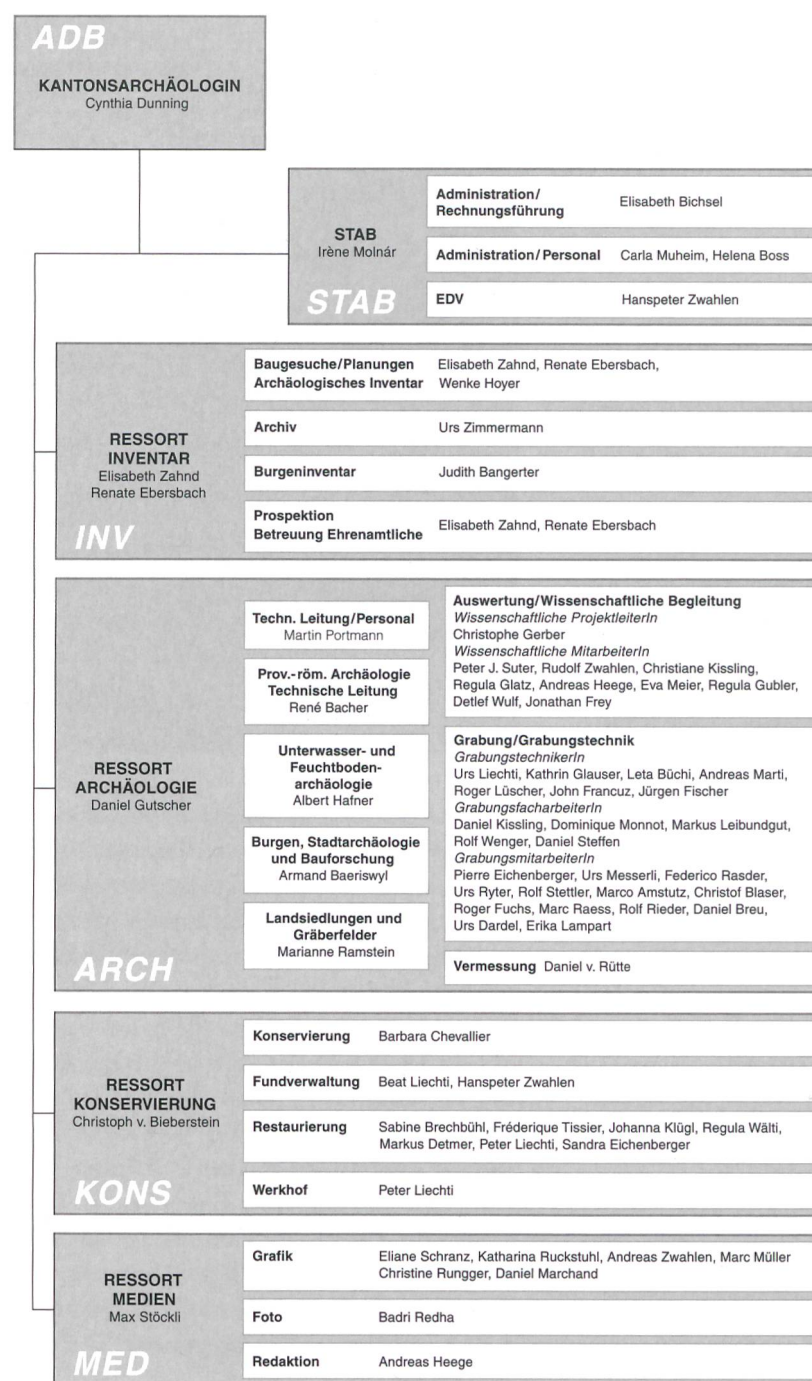 ADB
KANTONSARCHÄOLOGIN
Cynthia Dunning
STAB
Irène Molnár
STAB
Administration/
Rechnungsführung
Elisabeth Bichsel
Administration/Personal Carla Muheim, Helena Boss
EDV Hanspeter Zwahlen
RESSORT
INVENTAR
Elisabeth Zahnd
Renate Ebersbach
INV
Baugesuche/Planungen Elisabeth Zahnd, Renate Ebersbach,
Archäologisches Inventar Wenke Hoyer
Archiv Urs Zimmermann
Burgeninventar Judith Bangerter
Prospektion
Betreuung Ehrenamtliche
Elisabeth Zahnd, Renate Ebersbach
RESSORT
ARCHÄOLOGIE
Daniel Gutscher
ARCH
Techn. Leitung/Personal
Martin Portmann
Prov.-röm. Archäologie
Technische Leitung
René Bacher
Unterwasser- und
Feuchtboden-
archäologie
Albert Hafner
Burgen, Stadtarchäologie
und Bauforschung
Armand Baeriswyl
Landsiedlungen und
Gräberfelder
Marianne Ramstein
Auswertung/Wissenschaftliche Begleitung
Wissenschaftliche ProjektleiterIn
Christophe Gerber
Wissenschaftliche MitarbeiterIn
Peter J. Suter, Rudolf Zwahlen, Christiane Kissling,
Regula Glatz, Andreas Heege, Eva Meier, Regula Gubler,
Detlef Wulf, Jonathan Frey
Grabung/Grabungstechnik
GrabungstechnikerIn
Urs Liechti, Kathrin Glauser, Leta Büchi, Andreas Marti,
Roger Lüscher, John Francuz, Jürgen Fischer
GrabungsfacharbeiterIn
Daniel Kissling, Dominique Monnot, Markus Leibundgut,
Rolf Wenger, Daniel Steffen
GrabungsmitarbeiterIn
Pierre Eichenberger, Urs Messerli, Federico Rasder,
Urs Ryter, Rolf Stettler, Marco Amstutz, Christof Blaser,
Roger Fuchs, Marc Raess, Rolf Rieder, Daniel Breu,
Urs Dardel, Erika Lampart
Vermessung Daniel v. Rütte
RESSORT
KONSERVIERUNG
Christoph v. Bieberstein
KONS
Konservierung Barbara Chevallier
Fundverwaltung Beat Liechti, Hanspeter Zwahlen
Restaurierung Sabine Brechbühl, Fréderique Tissier, Johanna Klügl, Regula Wälti,
Markus Detmer, Peter Liechti, Sandra Eichenberger
Werkhof Peter Liechti
RESSORT
MEDIEN
Max Stöckli
MED
Grafik Eliane Schranz, Katharina Ruckstuhl, Andreas Zwahlen, Marc Müller
Christine Rungger, Daniel Marchand
Foto Badri Redha
Redaktion Andreas Heege